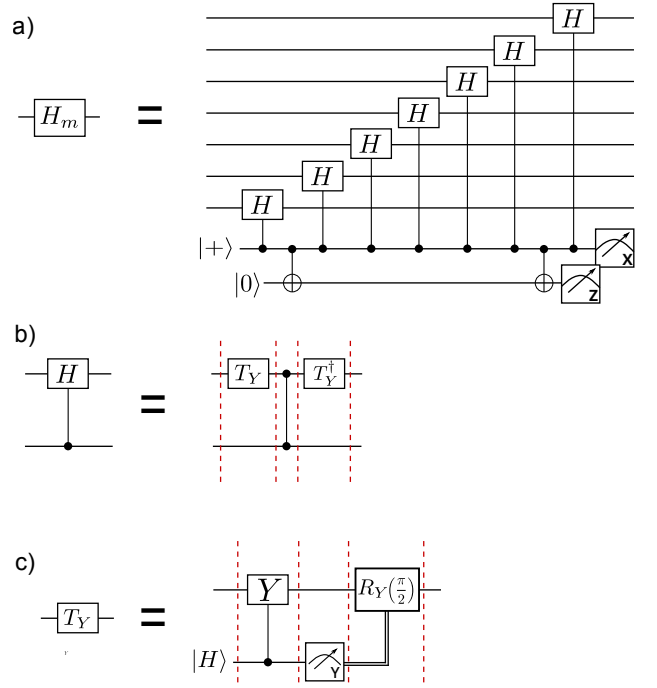 a)
H
H
H
H_m =
H
H
H
H
|+⟩
X
|0⟩
Z
b)
H = T_Y T_Y^†
c)
T_Y = Y R_Y(π/2)
|H⟩
Y